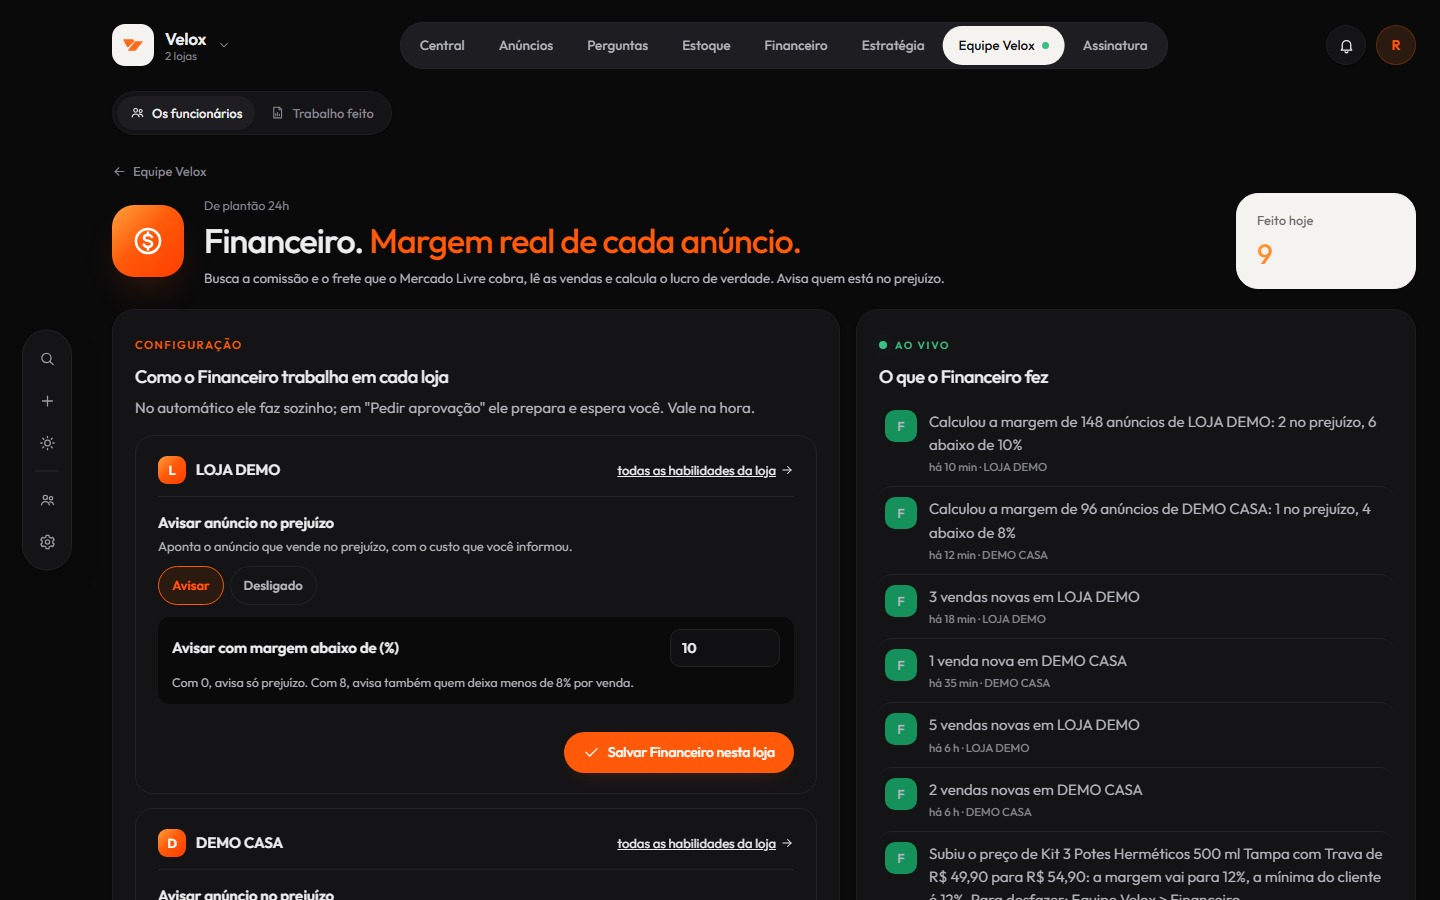 Velox
2 lojas
Central
Anúncios
Perguntas
Estoque
Financeiro
Estratégia
Equipe Velox
Assinatura
R
Os funcionários
Trabalho feito
← Equipe Velox
De plantão 24h
Financeiro. Margem real de cada anúncio.
Busca a comissão e o frete que o Mercado Livre cobra, lê as vendas e calcula o lucro de verdade. Avisa quem está no prejuízo.
Feito hoje
9
CONFIGURAÇÃO
Como o Financeiro trabalha em cada loja
No automático ele faz sozinho; em "Pedir aprovação" ele prepara e espera você. Vale na hora.
L
LOJA DEMO
todas as habilidades da loja →
Avisar anúncio no prejuízo
Aponta o anúncio que vende no prejuízo, com o custo que você informou.
Avisar
Desligado
Avisar com margem abaixo de (%)
10
Com 0, avisa só prejuízo. Com 8, avisa também quem deixa menos de 8% por venda.
Salvar Financeiro nesta loja
D
DEMO CASA
todas as habilidades da loja →
Avisar anúncio no prejuízo
AO VIVO
O que o Financeiro fez
F
Calculou a margem de 148 anúncios de LOJA DEMO: 2 no prejuízo, 6
abaixo de 10%
há 10 min · LOJA DEMO
F
Calculou a margem de 96 anúncios de DEMO CASA: 1 no prejuízo, 4
abaixo de 8%
há 12 min · DEMO CASA
F
3 vendas novas em LOJA DEMO
há 18 min · LOJA DEMO
F
1 venda nova em DEMO CASA
há 35 min · DEMO CASA
F
5 vendas novas em LOJA DEMO
há 6 h · LOJA DEMO
F
2 vendas novas em DEMO CASA
há 6 h · DEMO CASA
F
Subiu o preço de Kit 3 Potes Herméticos 500 ml Tampa com Trava de
R$ 49,90 para R$ 54,90: a margem vai para 12%, a mínima do cliente
é 12%. Para desfazer: Equipe Velox > Financeiro